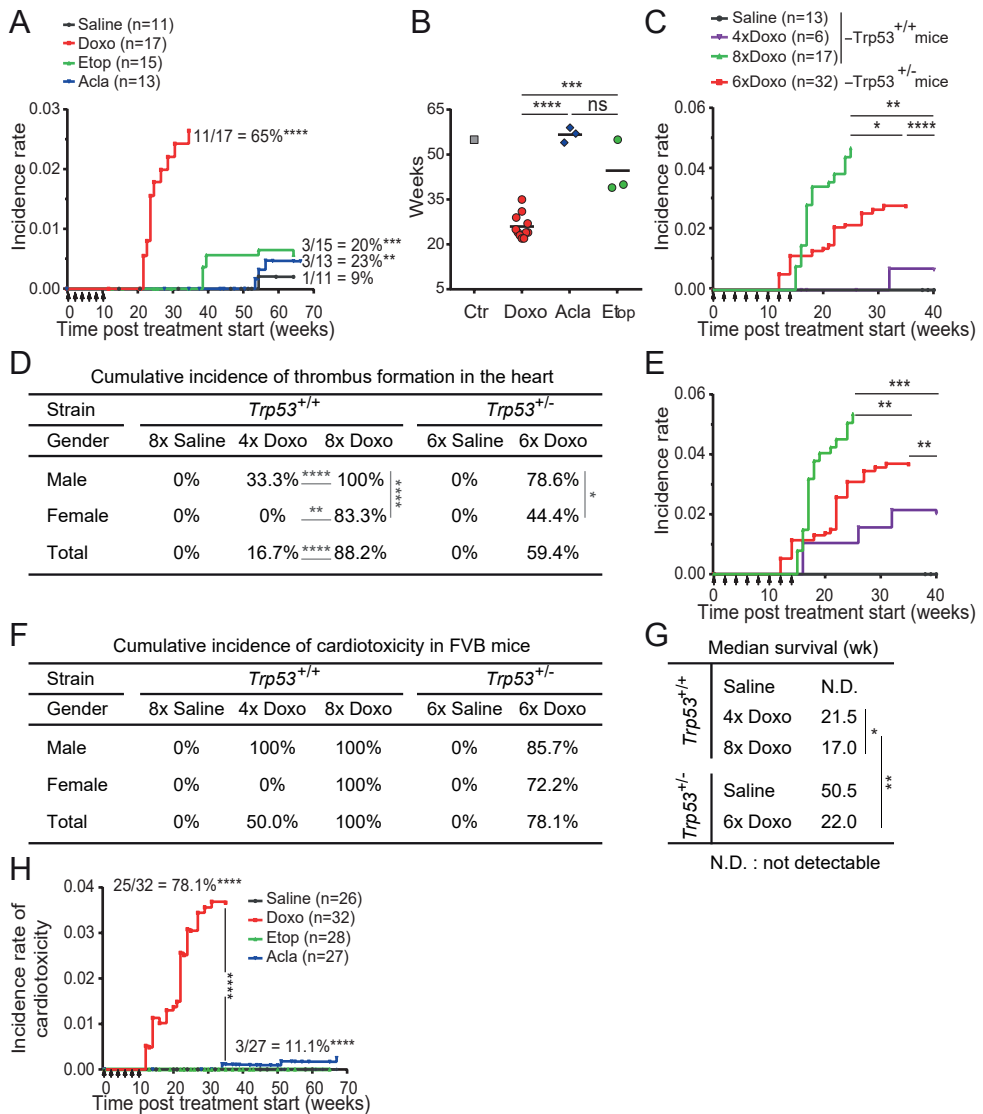 A
Saline (n=11)
Doxo (n=17)
Etop (n=15)
Acla (n=13)
Incidence rate
0.03
0.02
0.01
0.00
11/17 = 65%****
3/15 = 20%***
3/13 = 23%**
1/11 = 9%
0 10 20 30 40 50 60 70
Time post treatment start (weeks)
B
***
**** ns
Weeks
65
50
35
20
5
Ctr Doxo Acla Etop
C
Saline (n=13)
4xDoxo (n=6)
8xDoxo (n=17)
–Trp53+/+mice
6xDoxo (n=32) –Trp53+/-mice
Incidence rate
0.06
0.04
0.02
0.00
**
* ****
0 20 40
Time post treatment start (weeks)
D
Cumulative incidence of thrombus formation in the heart
Strain Trp53+/+ Trp53+/-
Gender 8x Saline 4x Doxo 8x Doxo 6x Saline 6x Doxo
Male 0% 33.3% **** 100% 0% 78.6%
**** *
Female 0% 0% ** 83.3% 0% 44.4%
Total 0% 16.7% **** 88.2% 0% 59.4%
E
Incidence rate
0.06
0.04
0.02
0.00
***
**
**
0 20 40
Time post treatment start (weeks)
F
Cumulative incidence of cardiotoxicity in FVB mice
Strain Trp53+/+ Trp53+/-
Gender 8x Saline 4x Doxo 8x Doxo 6x Saline 6x Doxo
Male 0% 100% 100% 0% 85.7%
Female 0% 0% 100% 0% 72.2%
Total 0% 50.0% 100% 0% 78.1%
G
Median survival (wk)
Trp53+/+
Saline N.D.
4x Doxo 21.5
8x Doxo 17.0
*
**
Trp53+/-
Saline 50.5
6x Doxo 22.0
N.D. : not detectable
H
Incidence rate of
cardiotoxicity
0.04
0.03
0.02
0.01
0.00
25/32 = 78.1%****
Saline (n=26)
Doxo (n=32)
Etop (n=28)
Acla (n=27)
****
3/27 = 11.1%****
0 10 20 30 40 50 60 70
Time post treatment start (weeks)